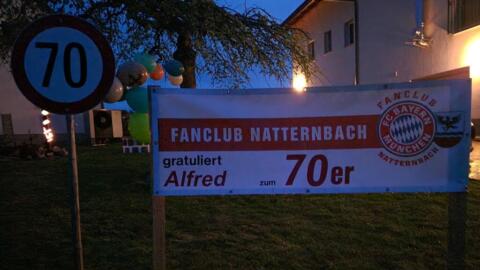 70
FANCLUB NATTERNBACH
gratuliert
Alfred zum 70er
FANCLUB
FC BAYERN
MÜNCHEN
NATTERNBACH